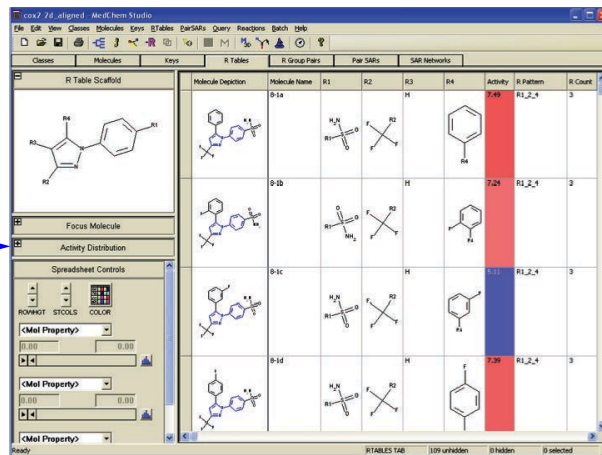 cox2 2d_aligned - MedChem Studio
File Edit View Classes Molecules Keys RTables PairSARs Query Reactions Batch Help
Classes Molecules Keys R Tables R Group Pairs Pair SARs SAR Networks
R Table Scaffold
R4
R1
R3
N
R2
Focus Molecule
Activity Distribution
Spreadsheet Controls
ROWHGT STCOLS COLOR
<Mol Property>
0.00 0.00
<Mol Property>
0.00 0.00
<Mol Property>
Molecule Depiction Molecule Name R1 R2 R3 R4 Activity R Pattern R Count
8-1a H 7.49 R1_2_4 3
8-1b H 7.24 R1_2_4 3
8-1c H 5.11 R1_2_4 3
8-1d H 7.39 R1_2_4 3
Ready RTABLES TAB 109 unhidden 0 hidden 0 selected